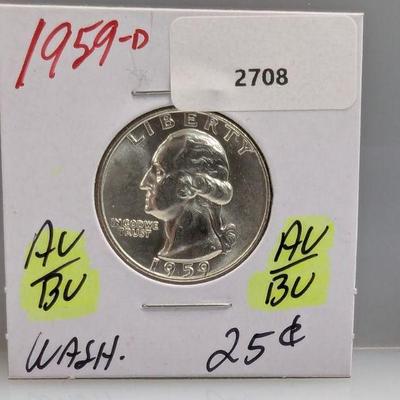 1959-D
2708
LIBERTY
IN GOD WE
TRUST
1959
AU
BU
AU
BU
WASH.
25¢